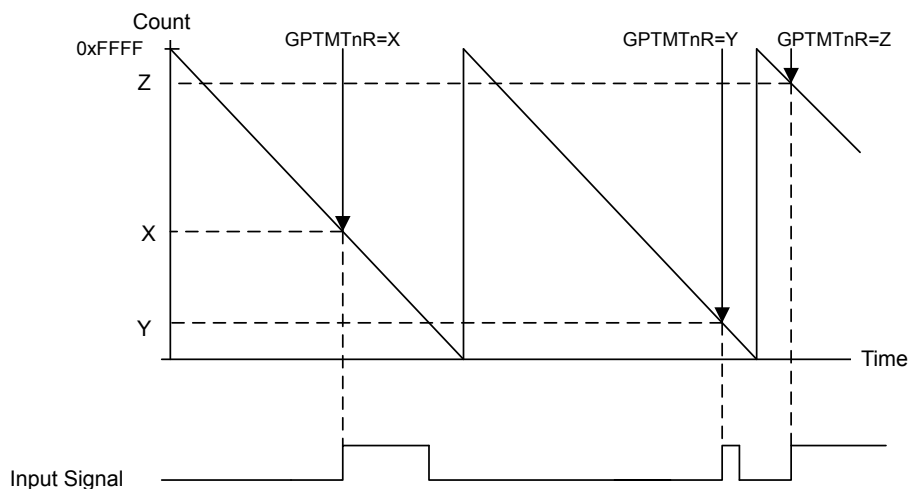 Count
0xFFFF
GPTMTnR=X
GPTMTnR=Y
GPTMTnR=Z
Z
X
Y
Time
Input Signal